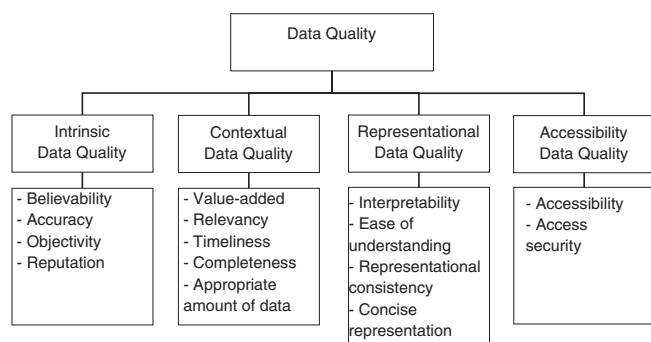 Data Quality
Intrinsic
Data Quality
- Believability
- Accuracy
- Objectivity
- Reputation
Contextual
Data Quality
- Value-added
- Relevancy
- Timeliness
- Completeness
- Appropriate
amount of data
Representational
Data Quality
- Interpretability
- Ease of
understanding
- Representational
consistency
- Concise
representation
Accessibility
Data Quality
- Accessibility
- Access
security